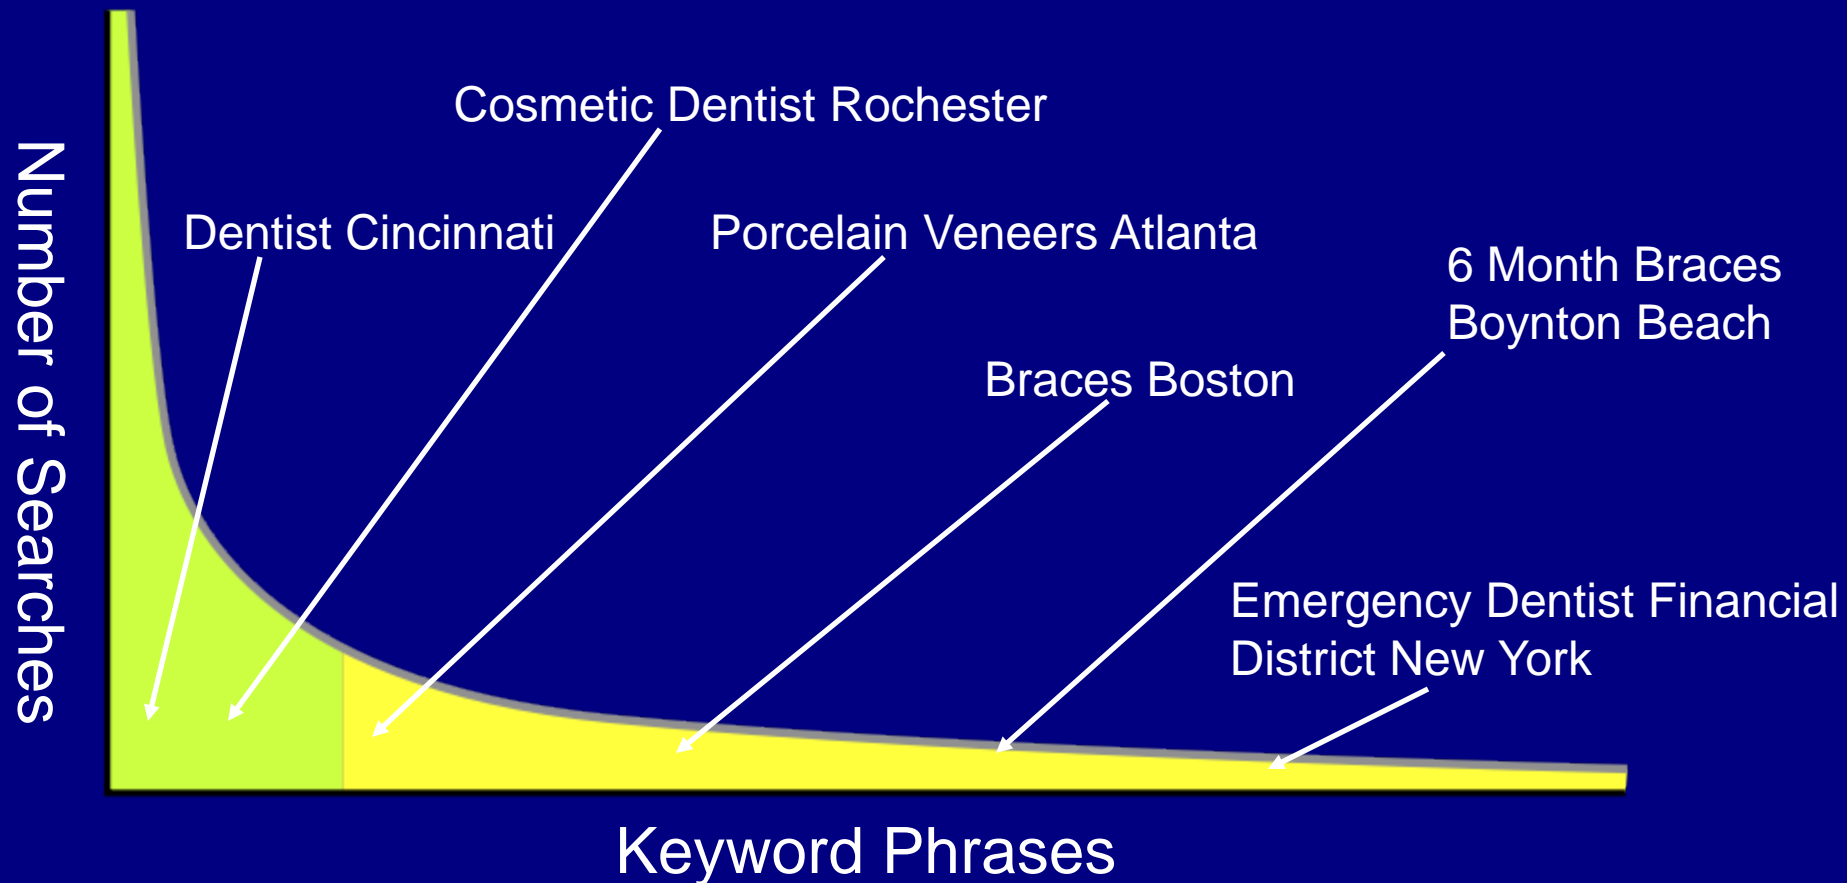 Cosmetic Dentist Rochester
Dentist Cincinnati
Porcelain Veneers Atlanta
6 Month Braces
Boynton Beach
Braces Boston
Emergency Dentist Financial
District New York
Number of Searches
Keyword Phrases